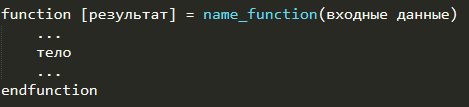 function [результат] = name_function(входные данные)
...
тело
...
endfunction